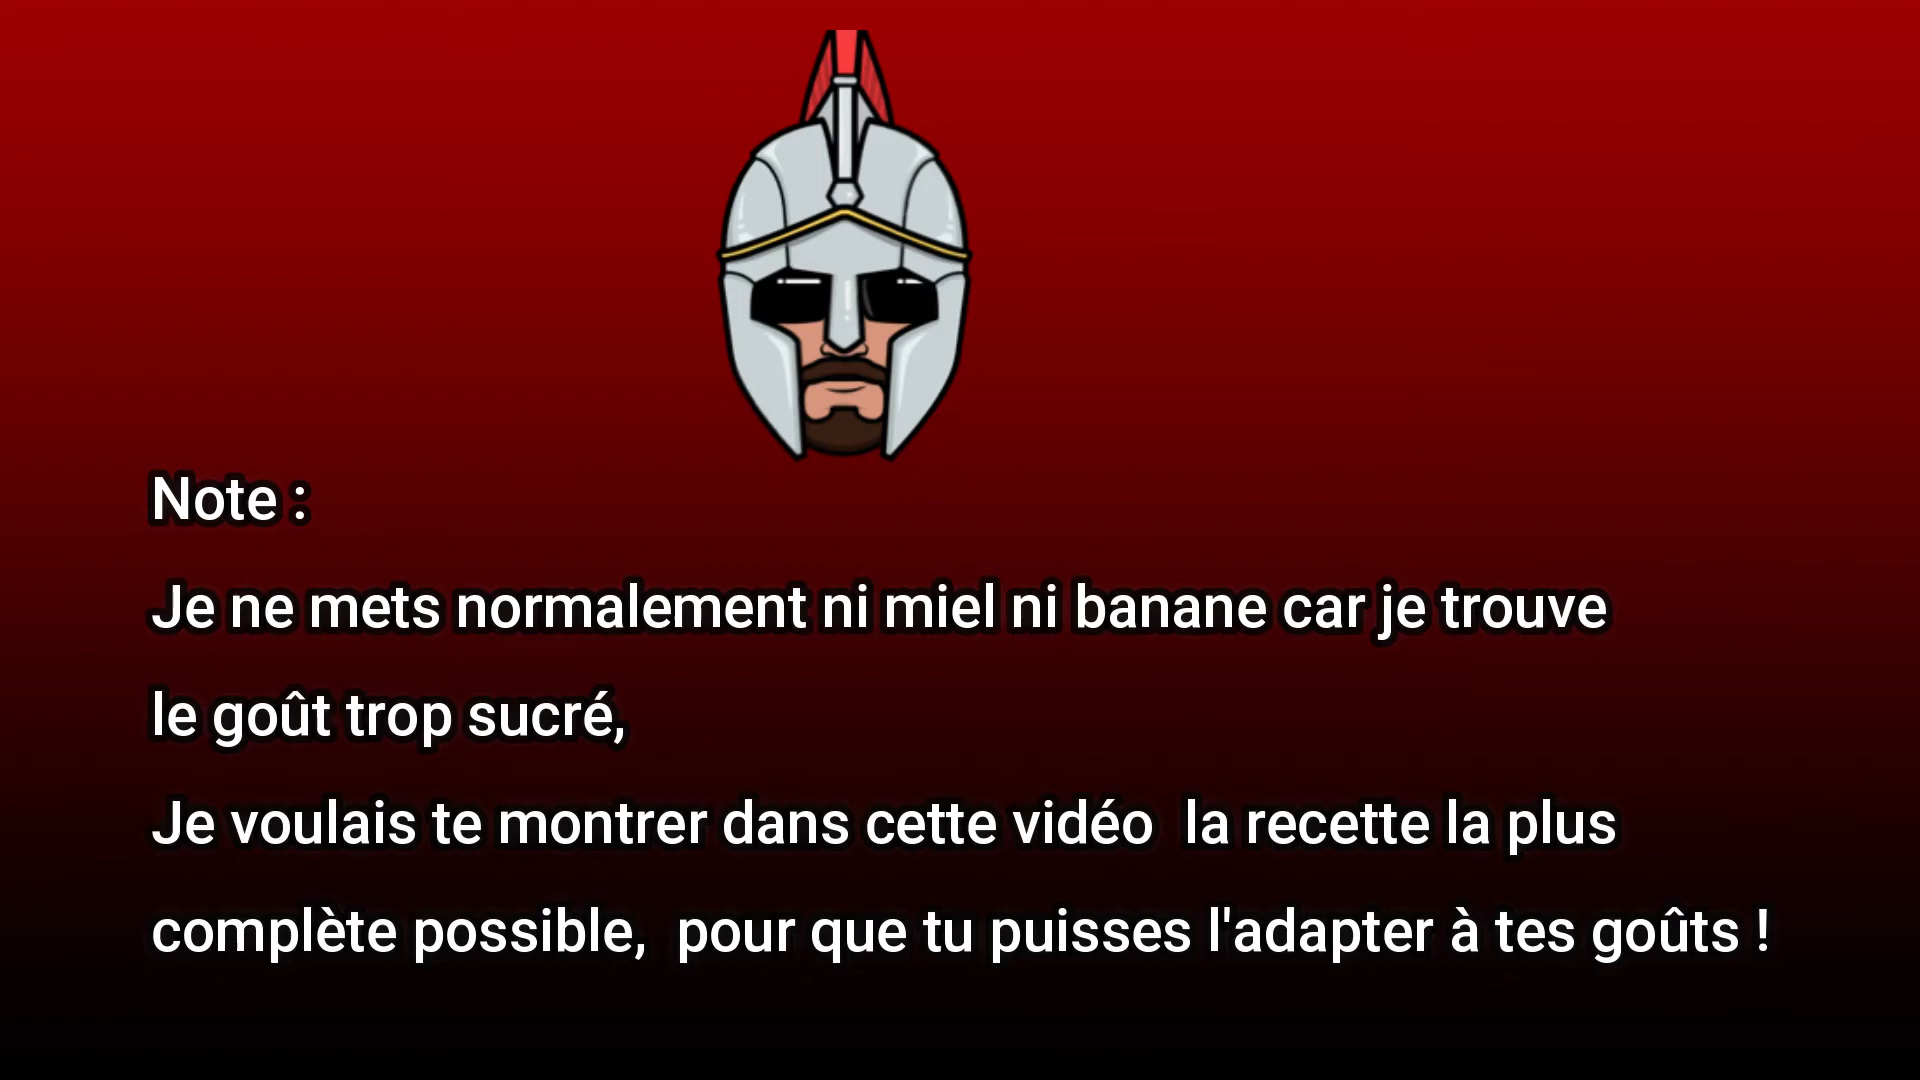 Note :
Je ne mets normalement ni miel ni banane car je trouve
le goût trop sucré,
Je voulais te montrer dans cette vidéo  la recette la plus
complète possible,  pour que tu puisses l'adapter à tes goûts !